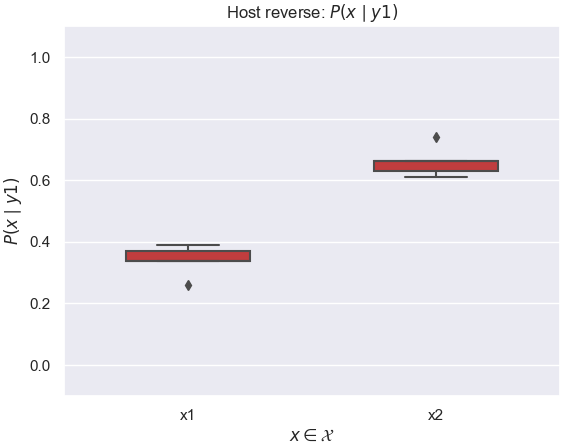 Host reverse: P(x | y1)
P(x | y1)
1.0
0.8
0.6
0.4
0.2
0.0
x1 x2
x ∈ 𝒳